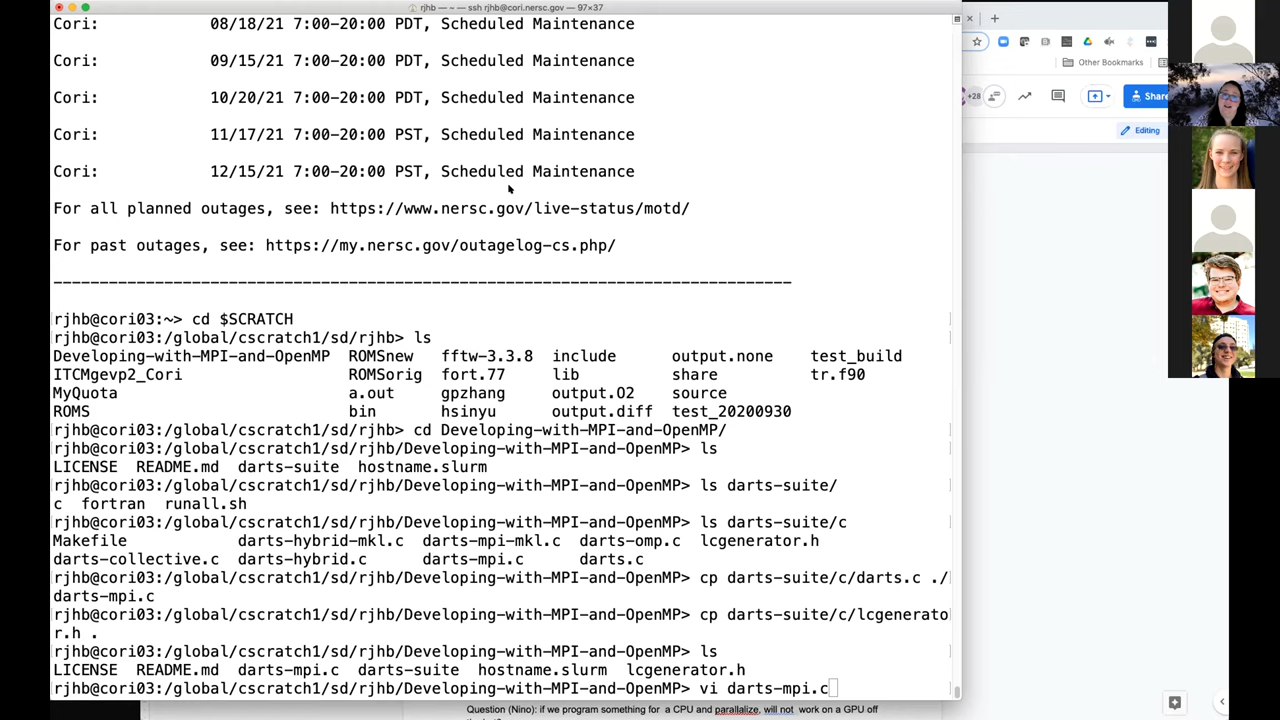 rjhb — ~ — ssh rjhb@cori.nersc.gov — 97×37
Cori: 08/18/21 7:00-20:00 PDT, Scheduled Maintenance
Cori: 09/15/21 7:00-20:00 PDT, Scheduled Maintenance
Cori: 10/20/21 7:00-20:00 PDT, Scheduled Maintenance
Cori: 11/17/21 7:00-20:00 PST, Scheduled Maintenance
Cori: 12/15/21 7:00-20:00 PST, Scheduled Maintenance
For all planned outages, see: https://www.nersc.gov/live-status/motd/
For past outages, see: https://my.nersc.gov/outagelog-cs.php/
--------------------------------------------------------------------------------
rjhb@cori03:~> cd $SCRATCH
rjhb@cori03:/global/cscratch1/sd/rjhb> ls
Developing-with-MPI-and-OpenMP ROMSnew fftw-3.3.8 include output.none test_build
ITCMgevp2_Cori ROMSorig fort.77 lib share tr.f90
MyQuota a.out gpzhang output.O2 source
ROMS bin hsinyu output.diff test_20200930
rjhb@cori03:/global/cscratch1/sd/rjhb> cd Developing-with-MPI-and-OpenMP/
rjhb@cori03:/global/cscratch1/sd/rjhb/Developing-with-MPI-and-OpenMP> ls
LICENSE README.md darts-suite hostname.slurm
rjhb@cori03:/global/cscratch1/sd/rjhb/Developing-with-MPI-and-OpenMP> ls darts-suite/
c fortran runall.sh
rjhb@cori03:/global/cscratch1/sd/rjhb/Developing-with-MPI-and-OpenMP> ls darts-suite/c
Makefile darts-hybrid-mkl.c darts-mpi-mkl.c darts-omp.c lcgenerator.h
darts-collective.c darts-hybrid.c darts-mpi.c darts.c
rjhb@cori03:/global/cscratch1/sd/rjhb/Developing-with-MPI-and-OpenMP> cp darts-suite/c/darts.c ./
darts-mpi.c
rjhb@cori03:/global/cscratch1/sd/rjhb/Developing-with-MPI-and-OpenMP> cp darts-suite/c/lcgenerato
r.h .
rjhb@cori03:/global/cscratch1/sd/rjhb/Developing-with-MPI-and-OpenMP> ls
LICENSE README.md darts-mpi.c darts-suite hostname.slurm lcgenerator.h
rjhb@cori03:/global/cscratch1/sd/rjhb/Developing-with-MPI-and-OpenMP> vi darts-mpi.c
Other Bookmarks
+28
Share
Editing
Question (Nino): if we program something for a CPU and parallalize, will not work on a GPU off